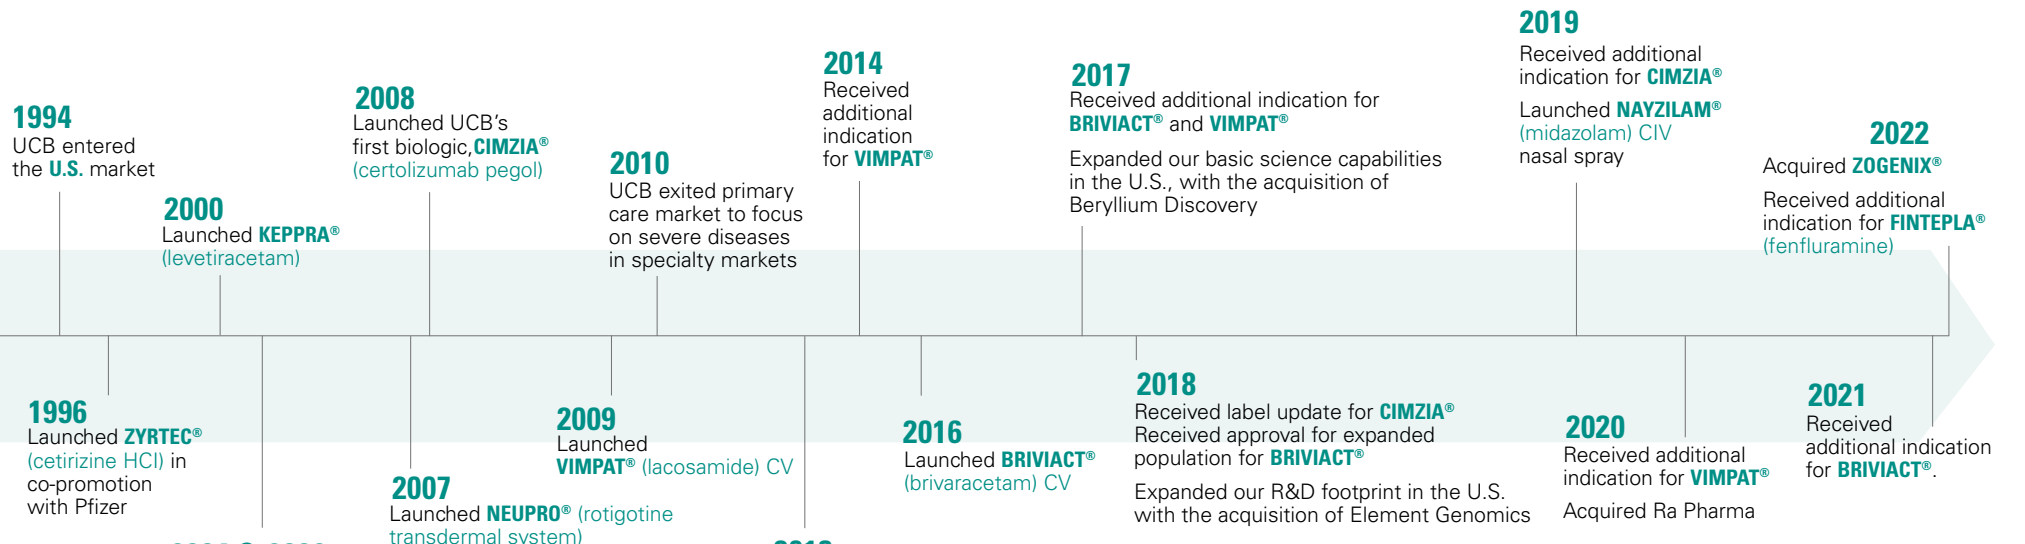 1994
UCB entered
the U.S. market
2000
Launched KEPPRA®
(levetiracetam)
2008
Launched UCB's
first biologic,CIMZIA®
(certolizumab pegol)
2010
UCB exited primary
care market to focus
on severe diseases
in specialty markets
2014
Received
additional
indication
for VIMPAT®
2017
Received additional indication for
BRIVIACT® and VIMPAT®
Expanded our basic science capabilities
in the U.S., with the acquisition of
Beryllium Discovery
2019
Received additional
indication for CIMZIA®
Launched NAYZILAM®
(midazolam) CIV
nasal spray
2022
Acquired ZOGENIX®
Received additional
indication for FINTEPLA®
(fenfluramine)
1996
Launched ZYRTEC®
(cetirizine HCl) in
co-promotion
with Pfizer
2007
Launched NEUPRO® (rotigotine
transdermal system)
2009
Launched
VIMPAT® (lacosamide) CV
2016
Launched BRIVIACT®
(brivaracetam) CV
2018
Received label update for CIMZIA®
Received approval for expanded
population for BRIVIACT®
Expanded our R&D footprint in the U.S.
with the acquisition of Element Genomics
2020
Received additional
indication for VIMPAT®
Acquired Ra Pharma
2021
Received
additional indication
for BRIVIACT®.